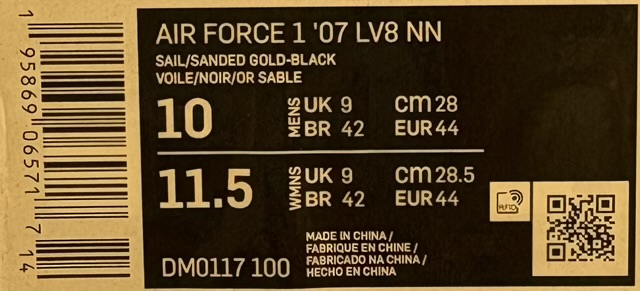 AIR FORCE 1 '07 LV8 NN
SAIL/SANDED GOLD-BLACK
VOILE/NOIR/OR SABLE
10 MENS UK 9 cm 28
BR 42 EUR 44
11.5 WMNS UK 9 cm 28.5
BR 42 EUR 44
MADE IN CHINA /
FABRIQUE EN CHINE /
FABRICADO NA CHINA /
HECHO EN CHINA
DM0117 100
1 95869 06571 7 14